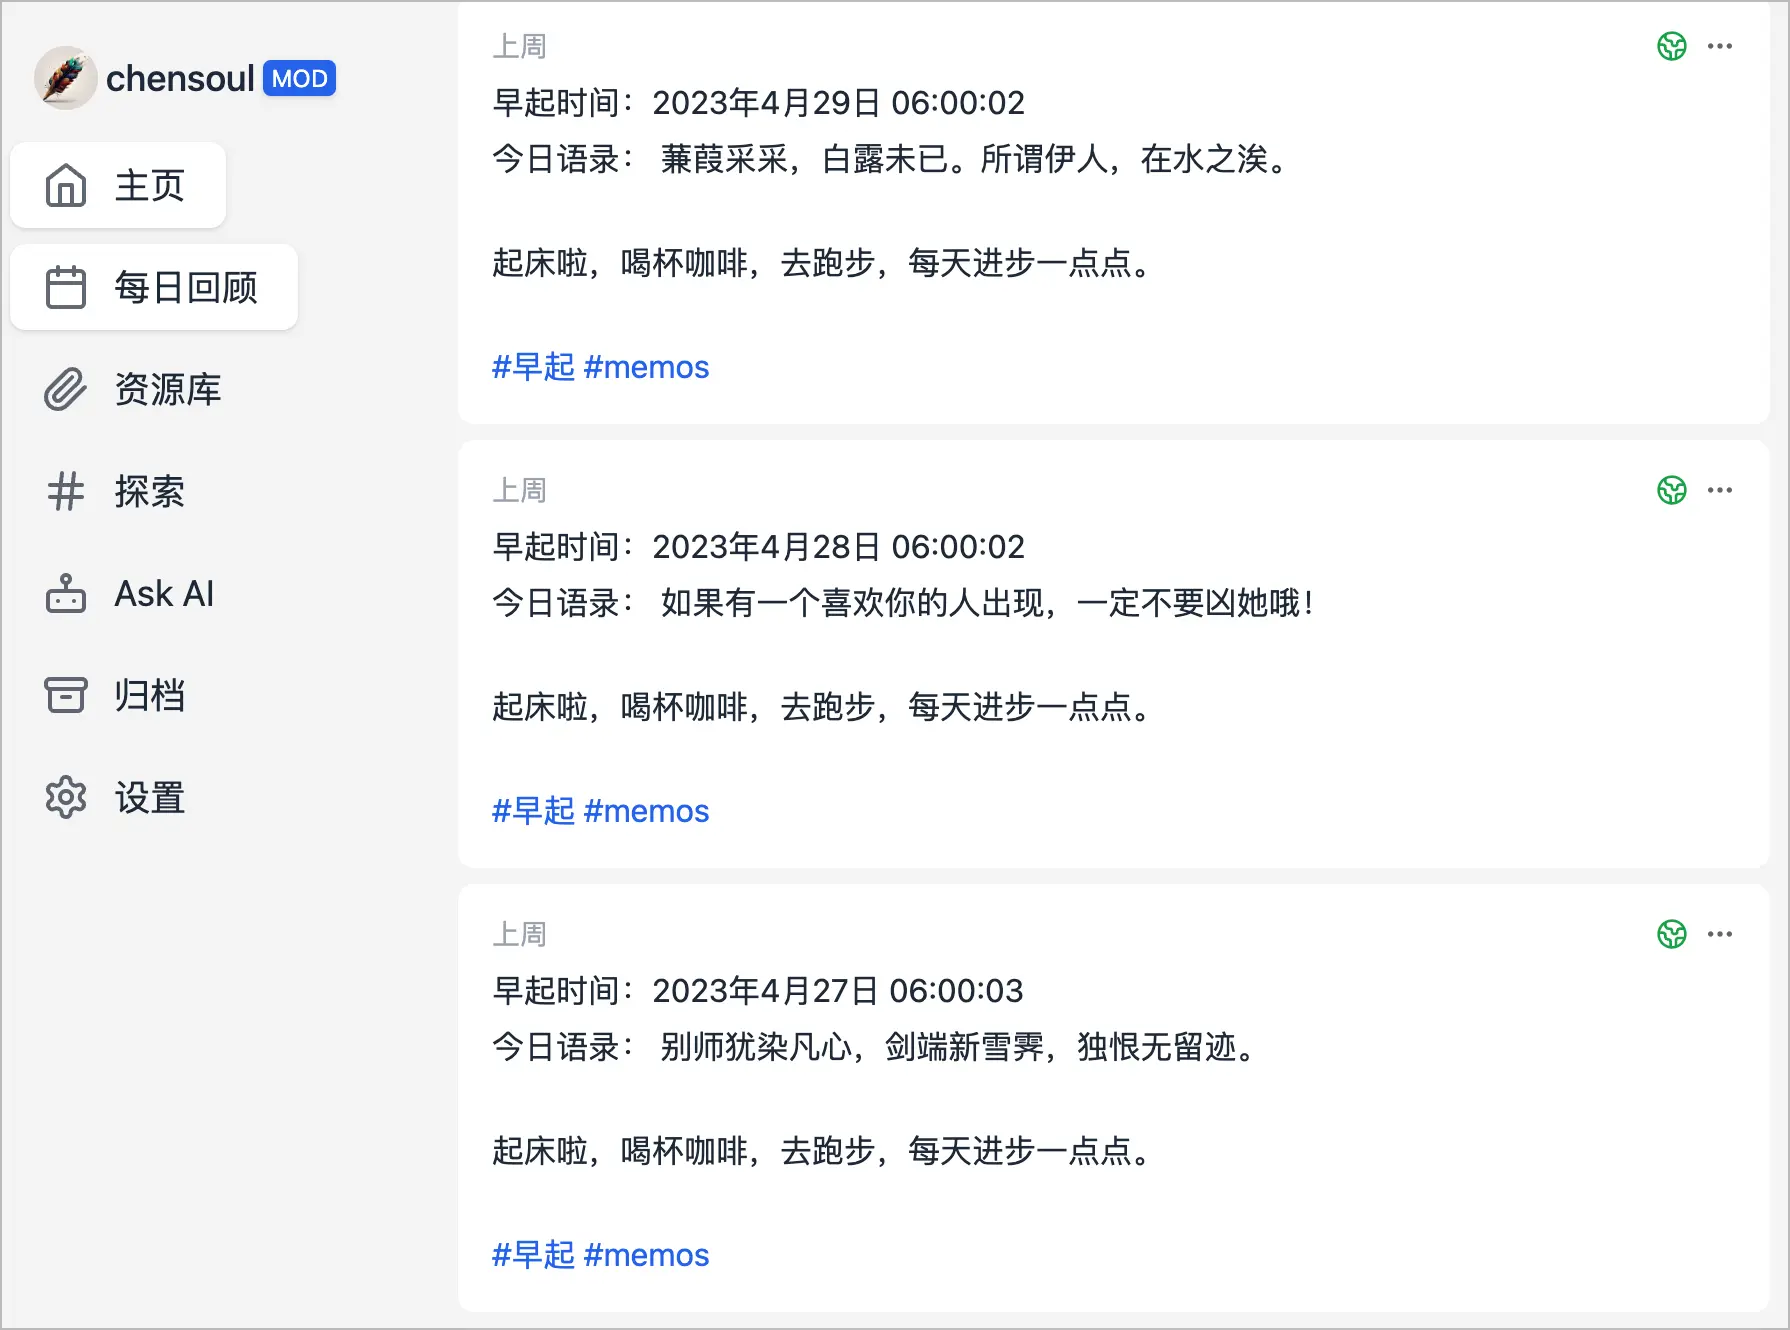 chensoul MOD
主页
每日回顾
资源库
探索
Ask AI
归档
设置
上周
早起时间：2023年4月29日 06:00:02
今日语录： 蒹葭采采，白露未已。所谓伊人，在水之涘。
起床啦，喝杯咖啡，去跑步，每天进步一点点。
#早起 #memos
上周
早起时间：2023年4月28日 06:00:02
今日语录： 如果有一个喜欢你的人出现，一定不要凶她哦！
起床啦，喝杯咖啡，去跑步，每天进步一点点。
#早起 #memos
上周
早起时间：2023年4月27日 06:00:03
今日语录： 别师犹染凡心，剑端新雪霁，独恨无留迹。
起床啦，喝杯咖啡，去跑步，每天进步一点点。
#早起 #memos